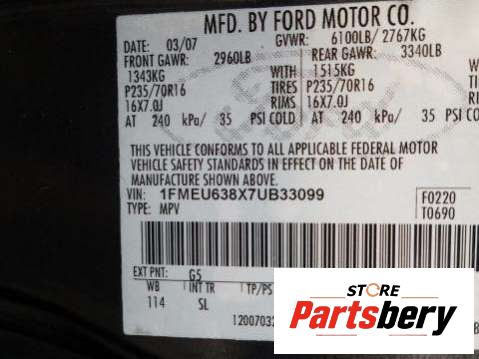 MFD. BY FORD MOTOR CO.
DATE: 03/07 GVWR: 6100LB/ 2767KG
FRONT GAWR: 2960LB REAR GAWR: 3340LB
1343KG WITH 1515KG
P235/70R16 TIRES P235/70R16
16X7.0J RIMS 16X7.0J
AT 240 kPa/ 35 PSI COLD AT 240 kPa/ 35 PSI COLD
THIS VEHICLE CONFORMS TO ALL APPLICABLE FEDERAL MOTOR
VEHICLE SAFETY STANDARDS IN EFFECT ON THE DATE OF
MANUFACTURE SHOWN ABOVE.
VIN: 1FMEU638X7UB33099
TYPE: MPV
F0220
T0690
EXT PNT: G5
WB INT TR TP/PS
114 SL
STORE
Partsbery